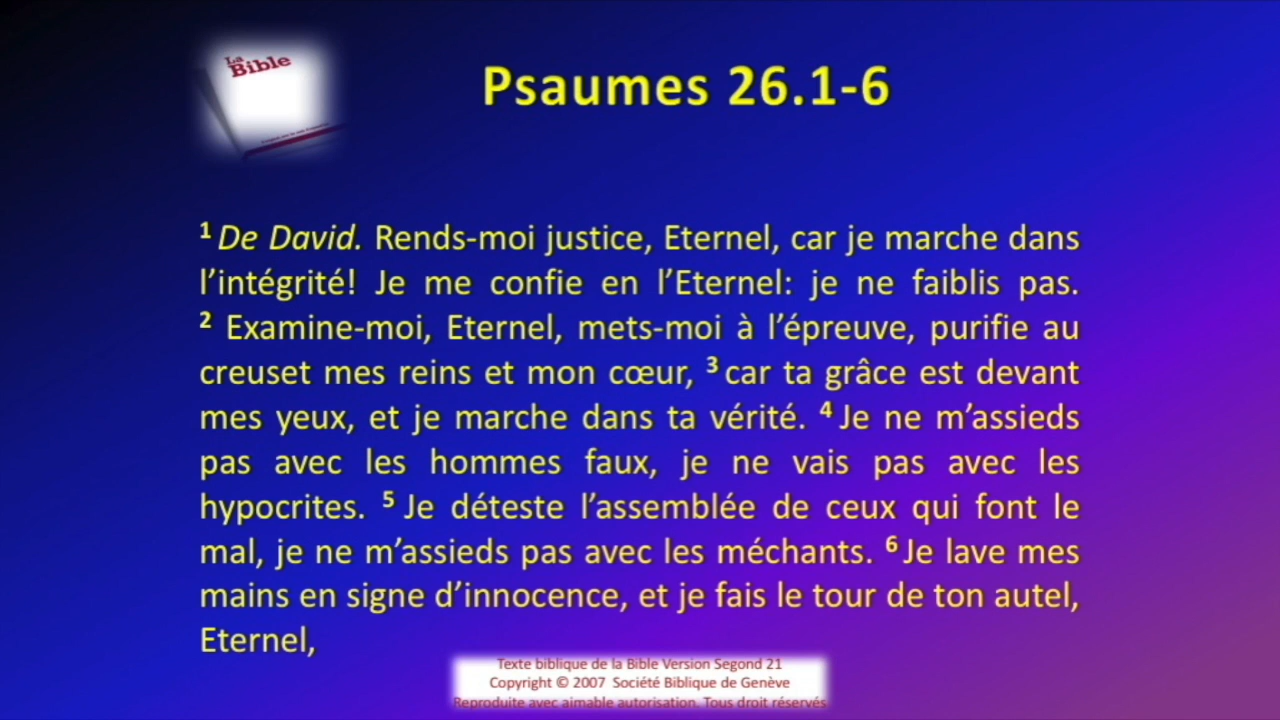 La
Bible
Psaumes 26.1-6
1 De David. Rends-moi justice, Eternel, car je marche dans
l’intégrité! Je me confie en l’Eternel: je ne faiblis pas.
2 Examine-moi, Eternel, mets-moi à l’épreuve, purifie au
creuset mes reins et mon cœur, 3 car ta grâce est devant
mes yeux, et je marche dans ta vérité. 4 Je ne m’assieds
pas avec les hommes faux, je ne vais pas avec les
hypocrites. 5 Je déteste l’assemblée de ceux qui font le
mal, je ne m’assieds pas avec les méchants. 6 Je lave mes
mains en signe d’innocence, et je fais le tour de ton autel,
Eternel,
Texte biblique de la Bible Version Segond 21
Copyright © 2007 Société Biblique de Genève
Reproduite avec aimable autorisation. Tous droit réservés